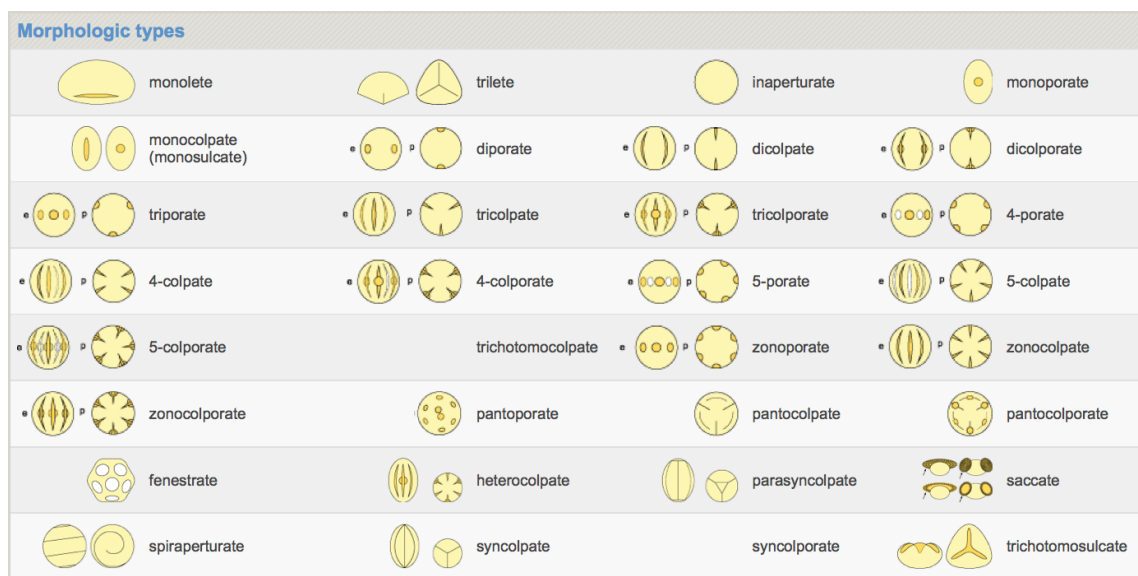 Morphologic types
monolete
trilete
inaperturate
monoporate
monocolpate
(monosulcate)
e p diporate
e p dicolpate
e p dicolporate
e p triporate
e p tricolpate
e p tricolporate
e p 4-porate
e p 4-colpate
e p 4-colporate
e p 5-porate
e p 5-colpate
e p 5-colporate
trichotomocolpate
e p zonoporate
e p zonocolpate
e p zonocolporate
pantoporate
pantocolpate
pantocolporate
fenestrate
heterocolpate
parasyncolpate
saccate
spiraperturate
syncolpate
syncolporate
trichotomosulcate